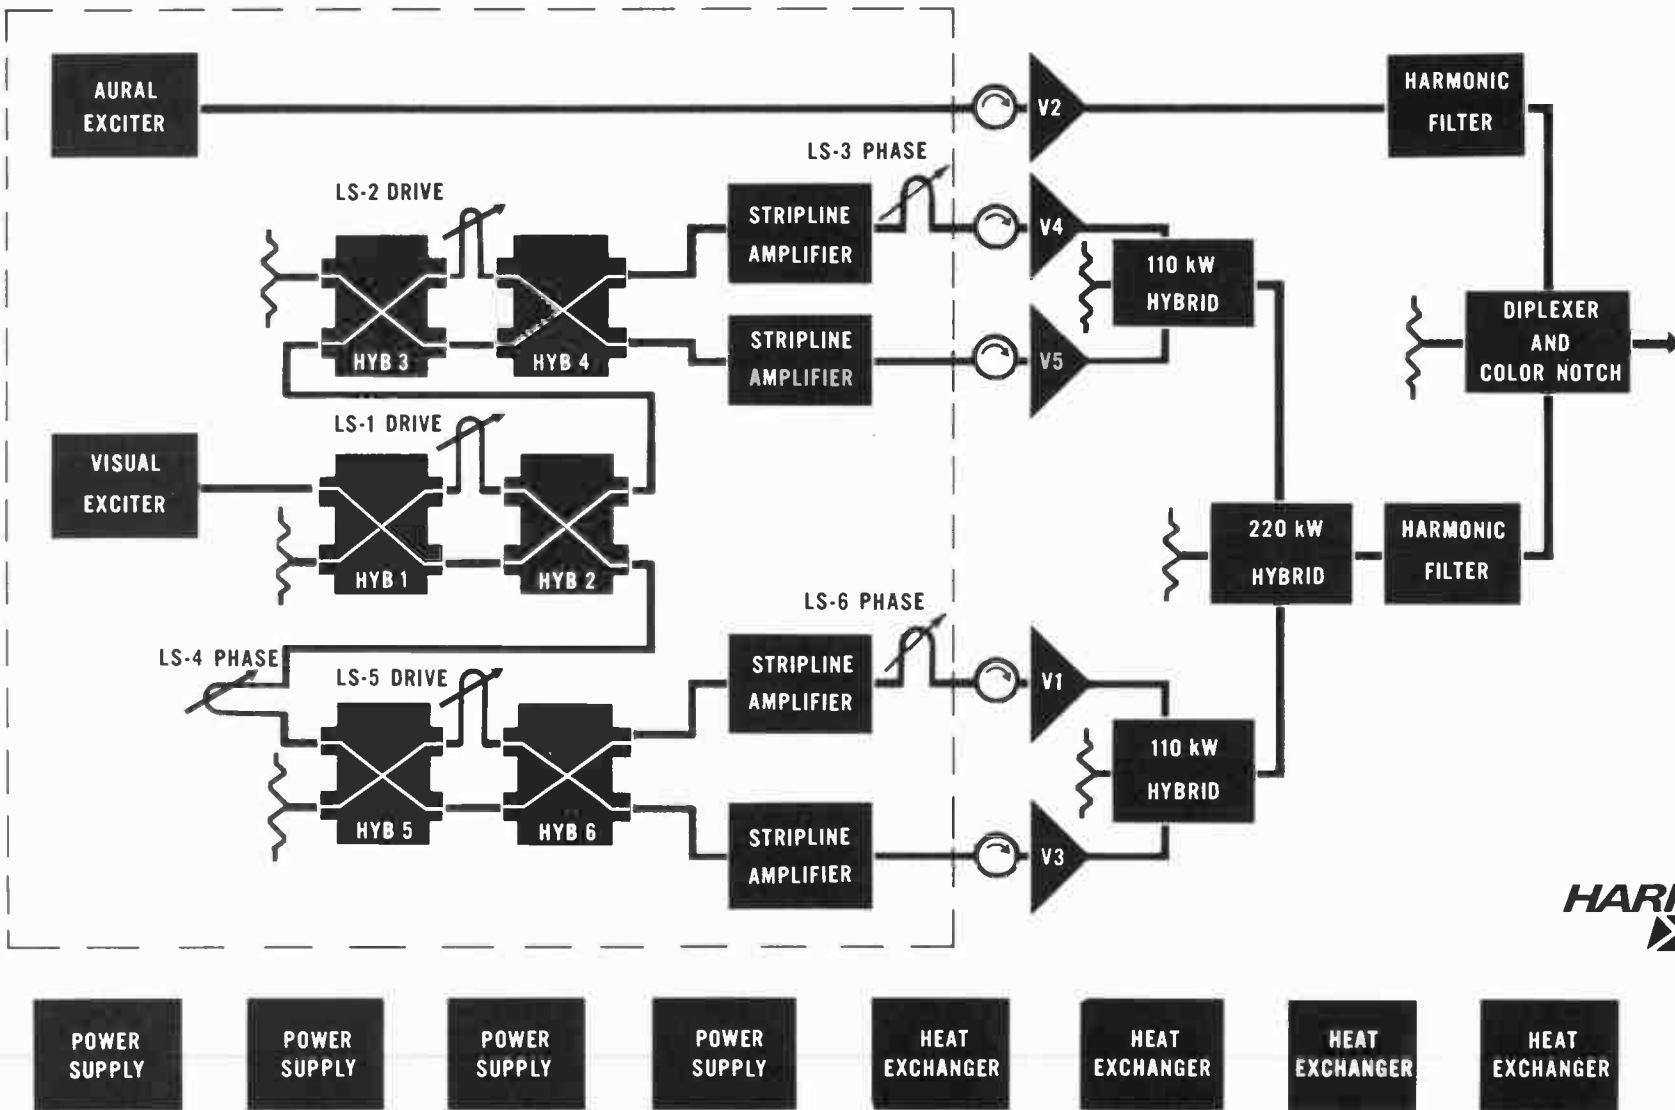 AURAL
EXCITER
V2
HARMONIC
FILTER
LS-3 PHASE
LS-2 DRIVE
STRIPLINE
AMPLIFIER
V4
110 kW
HYBRID
HYB 3
HYB 4
STRIPLINE
AMPLIFIER
V5
DIPLEXER
AND
COLOR NOTCH
LS-1 DRIVE
VISUAL
EXCITER
HYB 1
HYB 2
220 kW
HYBRID
HARMONIC
FILTER
LS-6 PHASE
LS-4 PHASE
LS-5 DRIVE
STRIPLINE
AMPLIFIER
V1
110 kW
HYBRID
HYB 5
HYB 6
STRIPLINE
AMPLIFIER
V3
POWER
SUPPLY
POWER
SUPPLY
POWER
SUPPLY
POWER
SUPPLY
HEAT
EXCHANGER
HEAT
EXCHANGER
HEAT
EXCHANGER
HEAT
EXCHANGER